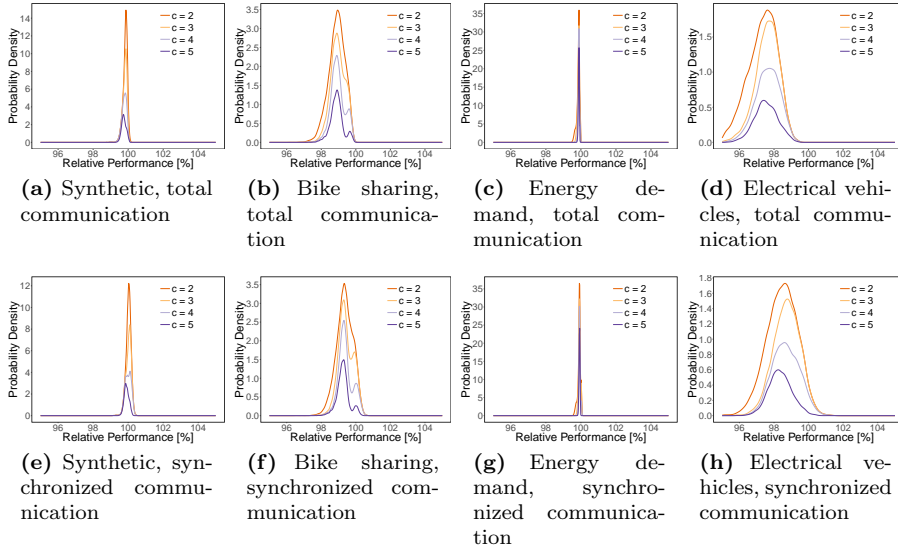 c = 2
c = 3
c = 4
c = 5
Probability Density
14
12
10
8
6
4
2
0
96 98 100 102 104
Relative Performance [%]
(a) Synthetic, total
communication
c = 2
c = 3
c = 4
c = 5
Probability Density
3.5
3.0
2.5
2.0
1.5
1.0
0.5
0.0
96 98 100 102 104
Relative Performance [%]
(b) Bike sharing,
total communica-
tion
c = 2
c = 3
c = 4
c = 5
Probability Density
35
30
25
20
15
10
5
0
96 98 100 102 104
Relative Performance [%]
(c) Energy de-
mand, total com-
munication
c = 2
c = 3
c = 4
c = 5
Probability Density
1.5
1.0
0.5
0.0
96 98 100 102 104
Relative Performance [%]
(d) Electrical vehi-
cles, total commu-
nication
c = 2
c = 3
c = 4
c = 5
Probability Density
12
10
8
6
4
2
0
96 98 100 102 104
Relative Performance [%]
(e) Synthetic, syn-
chronized commu-
nication
c = 2
c = 3
c = 4
c = 5
Probability Density
3.5
3.0
2.5
2.0
1.5
1.0
0.5
0.0
96 98 100 102 104
Relative Performance [%]
(f) Bike sharing,
synchronized com-
munication
c = 2
c = 3
c = 4
c = 5
Probability Density
35
30
25
20
15
10
5
0
96 98 100 102 104
Relative Performance [%]
(g) Energy de-
mand, synchro-
nized communica-
tion
c = 2
c = 3
c = 4
c = 5
Probability Density
1.8
1.6
1.4
1.2
1.0
0.8
0.6
0.4
0.2
0.0
96 98 100 102 104
Relative Performance [%]
(h) Electrical ve-
hicles, synchronized
communication